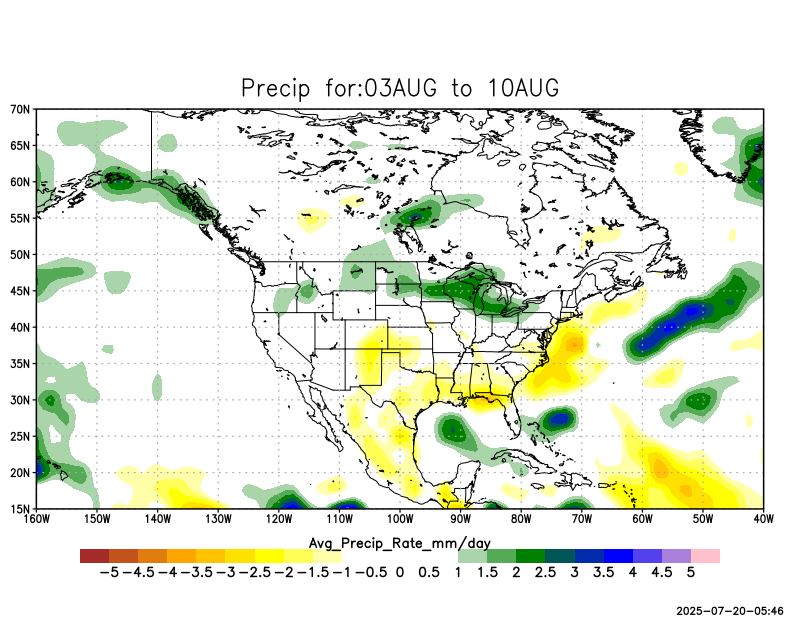 Precip for:03AUG to 10AUG
70N
65N
60N
55N
50N
45N
40N
35N
30N
25N
20N
15N
160W 150W 140W 130W 120W 110W 100W 90W 80W 70W 60W 50W 40W
Avg_Precip_Rate_mm/day
-5 -4.5 -4 -3.5 -3 -2.5 -2 -1.5 -1 -0.5 0 0.5 1 1.5 2 2.5 3 3.5 4 4.5 5
2025-07-20-05:46